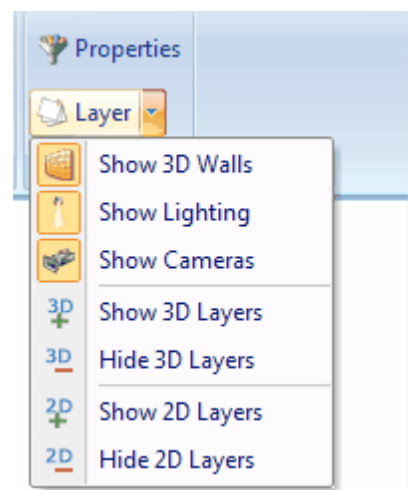 Properties
Layer
Show 3D Walls
Show Lighting
Show Cameras
3D Show 3D Layers
3D Hide 3D Layers
2D Show 2D Layers
2D Hide 2D Layers